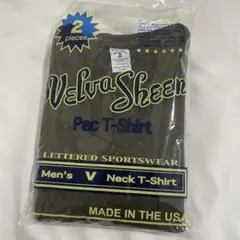 2
pieces
Velva Sheen
Pac T-Shirt
LETTERED SPORTSWEAR
Men's V Neck T-Shirt
MADE IN THE USA